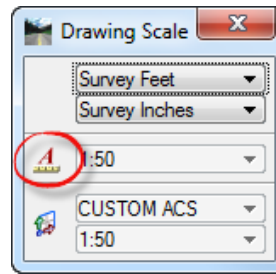 Drawing Scale
Survey Feet
Survey Inches
A 1:50
CUSTOM ACS
1:50